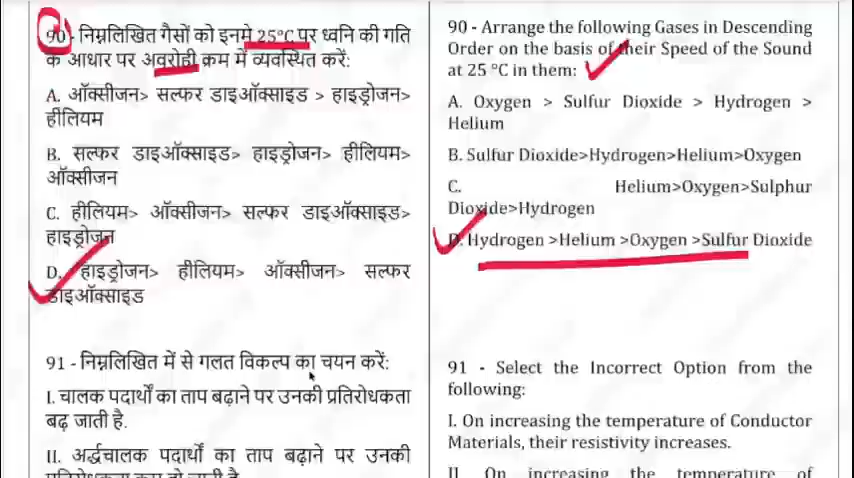 90 - निम्नलिखित गैसों को इनमे 25°C पर ध्वनि की गति
के आधार पर अवरोही क्रम में व्यवस्थित करें:
A. ऑक्सीजन> सल्फर डाइऑक्साइड > हाइड्रोजन>
हीलियम
B. सल्फर डाइऑक्साइड> हाइड्रोजन> हीलियम>
ऑक्सीजन
C. हीलियम> ऑक्सीजन> सल्फर डाइऑक्साइड>
हाइड्रोजन
D. हाइड्रोजन> हीलियम> ऑक्सीजन> सल्फर
डाइऑक्साइड
91 - निम्नलिखित में से गलत विकल्प का चयन करें:
I. चालक पदार्थों का ताप बढ़ाने पर उनकी प्रतिरोधकता
बढ़ जाती है.
II. अर्द्धचालक पदार्थों का ताप बढ़ाने पर उनकी
90 - Arrange the following Gases in Descending
Order on the basis of their Speed of the Sound
at 25 °C in them:
A. Oxygen > Sulfur Dioxide > Hydrogen >
Helium
B. Sulfur Dioxide>Hydrogen>Helium>Oxygen
C. Helium>Oxygen>Sulphur
Dioxide>Hydrogen
D. Hydrogen >Helium >Oxygen >Sulfur Dioxide
91 - Select the Incorrect Option from the
following:
I. On increasing the temperature of Conductor
Materials, their resistivity increases.
II. On increasing the temperature of